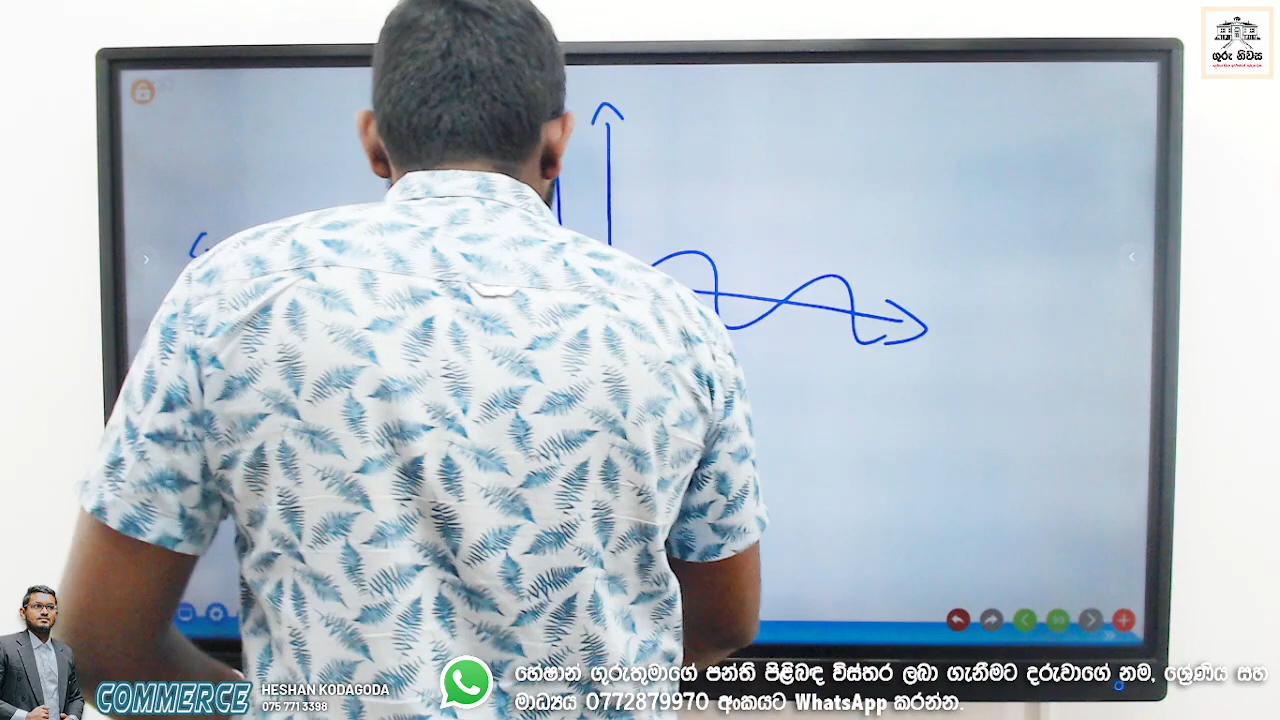 ගුරු නිවස
COMMERCE
HESHAN KODAGODA
075 771 3398
හේෂාන් ගුරුතුමාගේ පන්ති පිළිබඳ විස්තර ලබා ගැනීමට දරුවාගේ නම, ශ්‍රේණිය සහ
මාධ්‍යය 0772879970 අංකයට WhatsApp කරන්න.